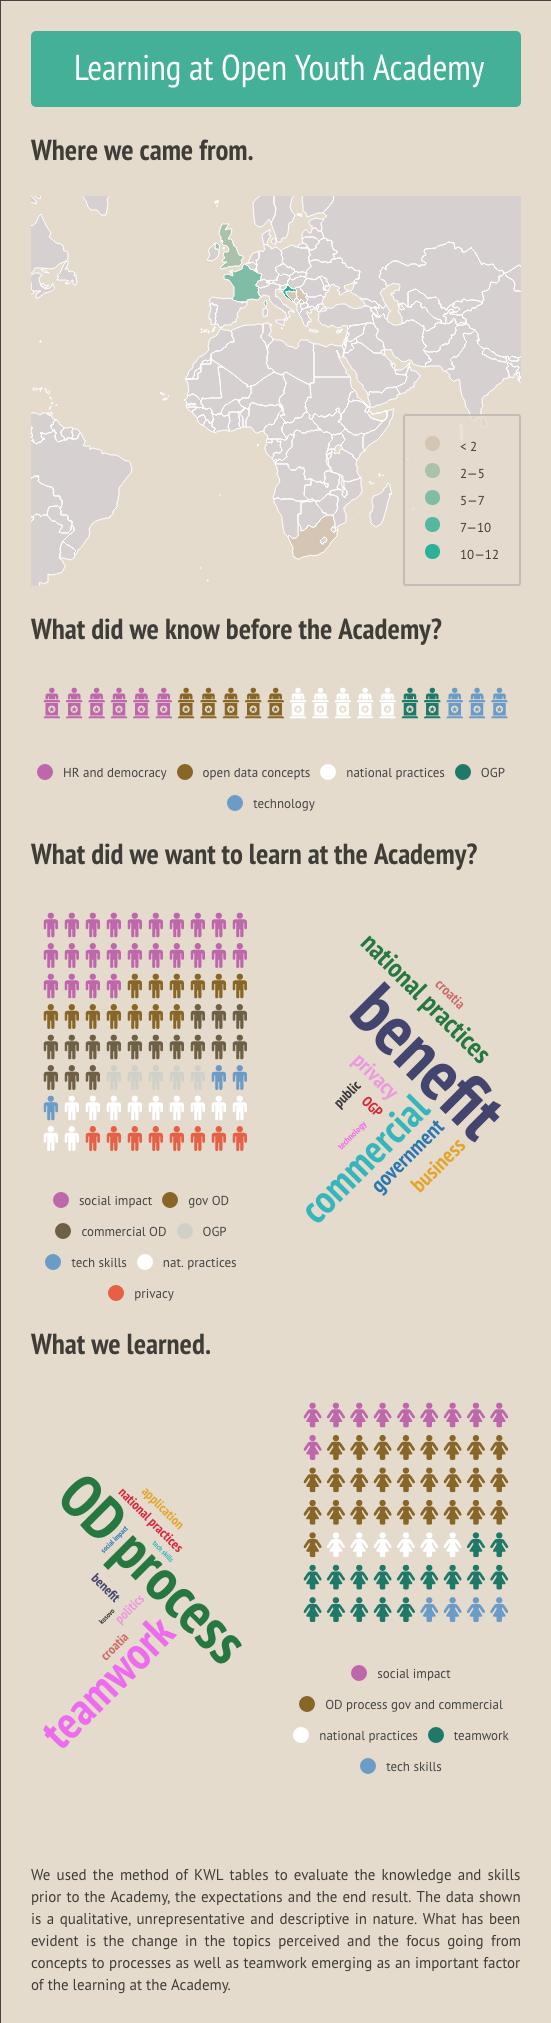 Learning at Open Youth Academy
Where we came from.
< 2
2—5
5—7
7—10
10—12
What did we know before the Academy?
HR and democracy
open data concepts
national practices
OGP
technology
What did we want to learn at the Academy?
national practices
croatia
benefit
privacy
public
OGP
technology
commercial
government
business
social impact
gov OD
commercial OD
OGP
tech skills
nat. practices
privacy
What we learned.
OD process
application
national practices
social impact
tech skills
benefit
politics
kosovo
croatia
teamwork
social impact
OD process gov and commercial
national practices
teamwork
tech skills
We used the method of KWL tables to evaluate the knowledge and skills
prior to the Academy, the expectations and the end result. The data shown
is a qualitative, unrepresentative and descriptive in nature. What has been
evident is the change in the topics perceived and the focus going from
concepts to processes as well as teamwork emerging as an important factor
of the learning at the Academy.